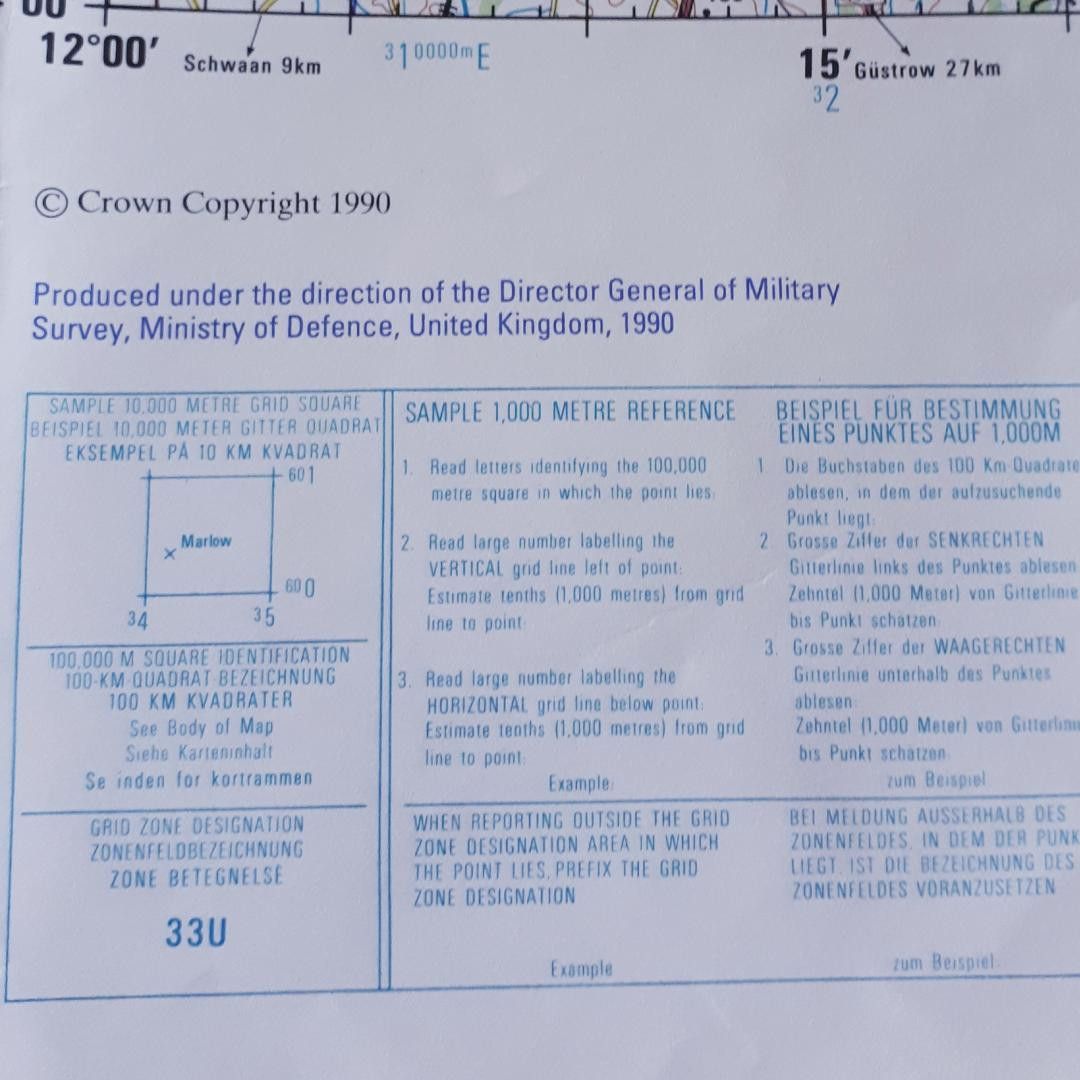 00
12°00′
Schwaan 9km
310000mE
15′
Güstrow 27km
32
© Crown Copyright 1990
Produced under the direction of the Director General of Military
Survey, Ministry of Defence, United Kingdom, 1990
SAMPLE 10,000 METRE GRID SQUARE
BEISPIEL 10,000 METER GITTER QUADRAT
EKSEMPEL PÅ 10 KM KVADRAT
601
Marlow
600
34 35
100,000 M SQUARE IDENTIFICATION
100-KM-QUADRAT-BEZEICHNUNG
100 KM KVADRATER
See Body of Map
Siehe Karteninhalt
Se inden for kortrammen
GRID ZONE DESIGNATION
ZONENFELDBEZEICHNUNG
ZONE BETEGNELSE
33U
SAMPLE 1,000 METRE REFERENCE
1. Read letters identifying the 100,000
metre square in which the point lies:
2. Read large number labelling the
VERTICAL grid line left of point:
Estimate tenths (1,000 metres) from grid
line to point:
3. Read large number labelling the
HORIZONTAL grid line below point:
Estimate tenths (1,000 metres) from grid
line to point:
Example:
WHEN REPORTING OUTSIDE THE GRID
ZONE DESIGNATION AREA IN WHICH
THE POINT LIES, PREFIX THE GRID
ZONE DESIGNATION
Example
BEISPIEL FÜR BESTIMMUNG
EINES PUNKTES AUF 1,000M
1. Die Buchstaben des 100 Km-Quadrate
ablesen, in dem der aufzusuchende
Punkt liegt:
2. Grosse Ziffer der SENKRECHTEN
Gitterlinie links des Punktes ablesen
Zehntel (1,000 Meter) von Gitterlinie
bis Punkt schätzen:
3. Grosse Ziffer der WAAGERECHTEN
Gitterlinie unterhalb des Punktes
ablesen:
Zehntel (1,000 Meter) von Gitterlinie
bis Punkt schätzen:
zum Beispiel
BEI MELDUNG AUSSERHALB DES
ZONENFELDES, IN DEM DER PUNK
LIEGT, IST DIE BEZEICHNUNG DES
ZONENFELDES VORANZUSETZEN
zum Beispiel: